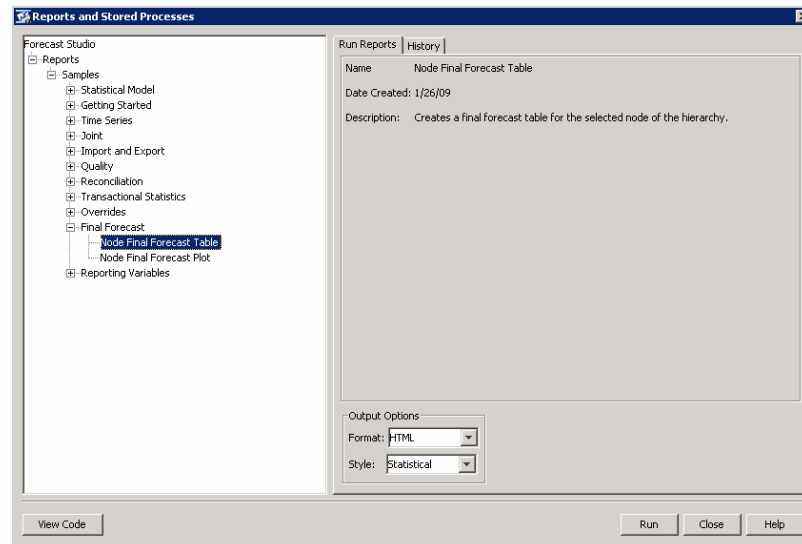 Reports and Stored Processes
Forecast Studio
Reports
Samples
Statistical Model
Getting Started
Time Series
Joint
Import and Export
Quality
Reconciliation
Transactional Statistics
Overrides
Final Forecast
Node Final Forecast Table
Node Final Forecast Plot
Reporting Variables
Run Reports History
Name Node Final Forecast Table
Date Created: 1/26/09
Description: Creates a final forecast table for the selected node of the hierarchy.
Output Options
Format: HTML
Style: Statistical
View Code Run Close Help